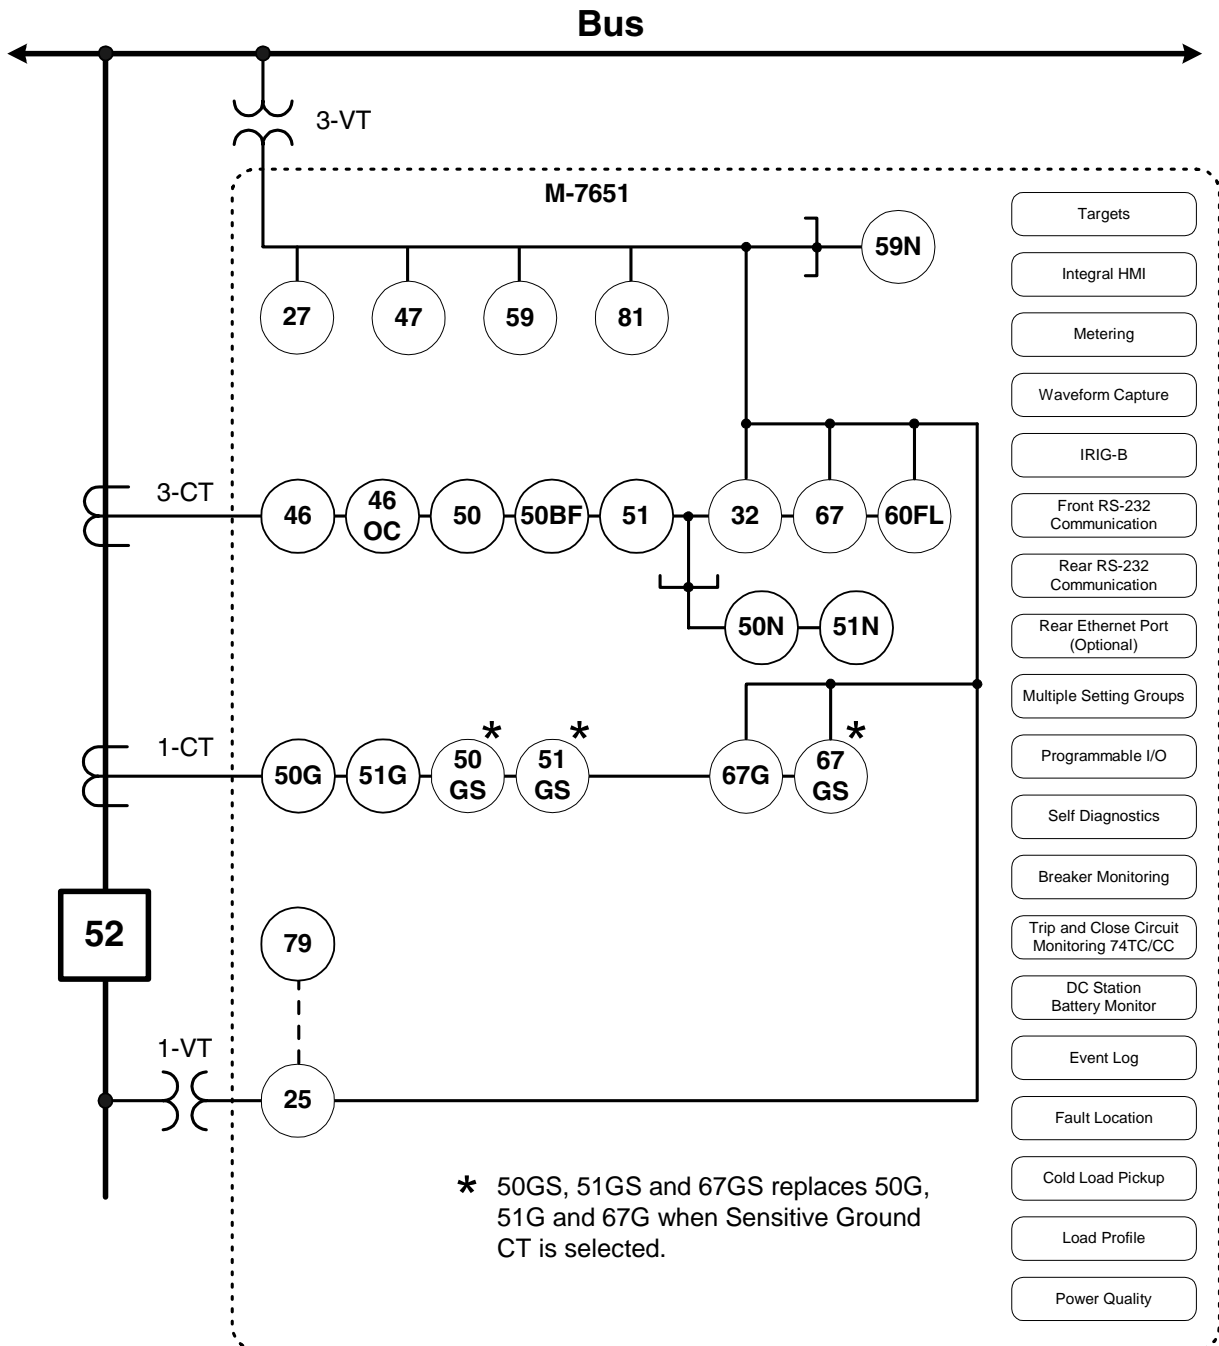 Bus
3-VT
M-7651
59N
27
47
59
81
3-CT
46
46
OC
50
50BF
51
32
67
60FL
50N
51N
1-CT
50G
51G
*
50
GS
*
51
GS
67G
*
67
GS
52
79
1-VT
25
* 50GS, 51GS and 67GS replaces 50G,
51G and 67G when Sensitive Ground
CT is selected.
Targets
Integral HMI
Metering
Waveform Capture
IRIG-B
Front RS-232
Communication
Rear RS-232
Communication
Rear Ethernet Port
(Optional)
Multiple Setting Groups
Programmable I/O
Self Diagnostics
Breaker Monitoring
Trip and Close Circuit
Monitoring 74TC/CC
DC Station
Battery Monitor
Event Log
Fault Location
Cold Load Pickup
Load Profile
Power Quality